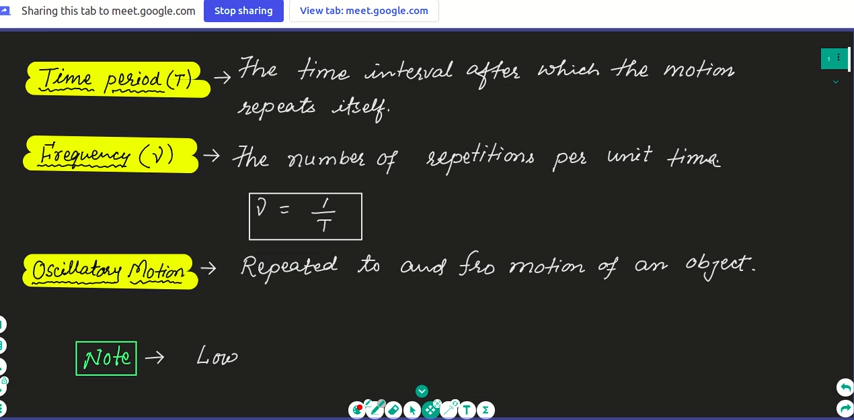 Sharing this tab to meet.google.com Stop sharing View tab: meet.google.com
Time period (T) → The time interval after which the motion
repeats itself.
Frequency (ν) → The number of repetitions per unit time.
ν = 1/T
Oscillatory Motion → Repeated to and fro motion of an object.
Note → Low